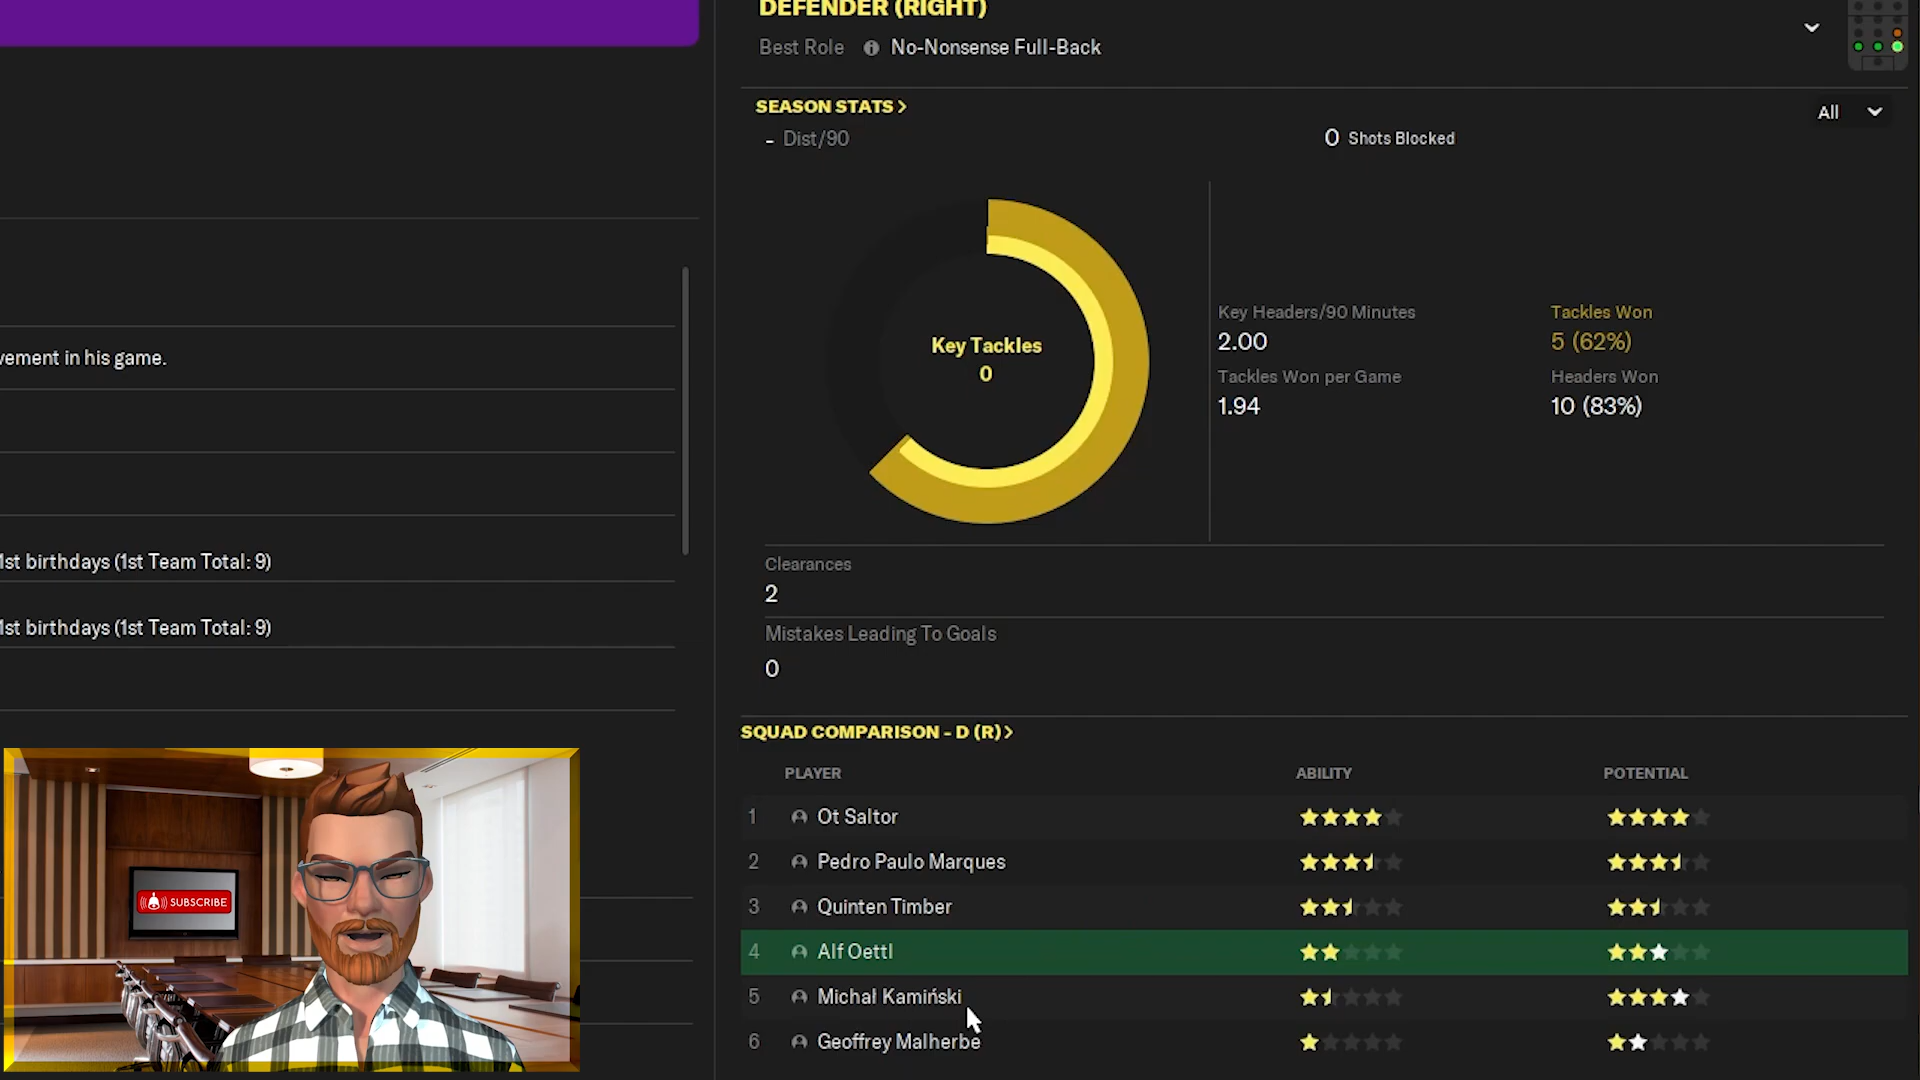 DEFENDER (RIGHT)
Best Role No-Nonsense Full-Back
SEASON STATS >
All
- Dist/90
0 Shots Blocked
Key Tackles
0
Key Headers/90 Minutes
2.00
Tackles Won
5 (62%)
Tackles Won per Game
1.94
Headers Won
10 (83%)
Clearances
2
Mistakes Leading To Goals
0
vement in his game.
1st birthdays (1st Team Total: 9)
1st birthdays (1st Team Total: 9)
SUBSCRIBE
SQUAD COMPARISON - D (R) >
PLAYER ABILITY POTENTIAL
1 Ot Saltor
2 Pedro Paulo Marques
3 Quinten Timber
4 Alf Oettl
5 Michal Kamiński
6 Geoffrey Malherbe